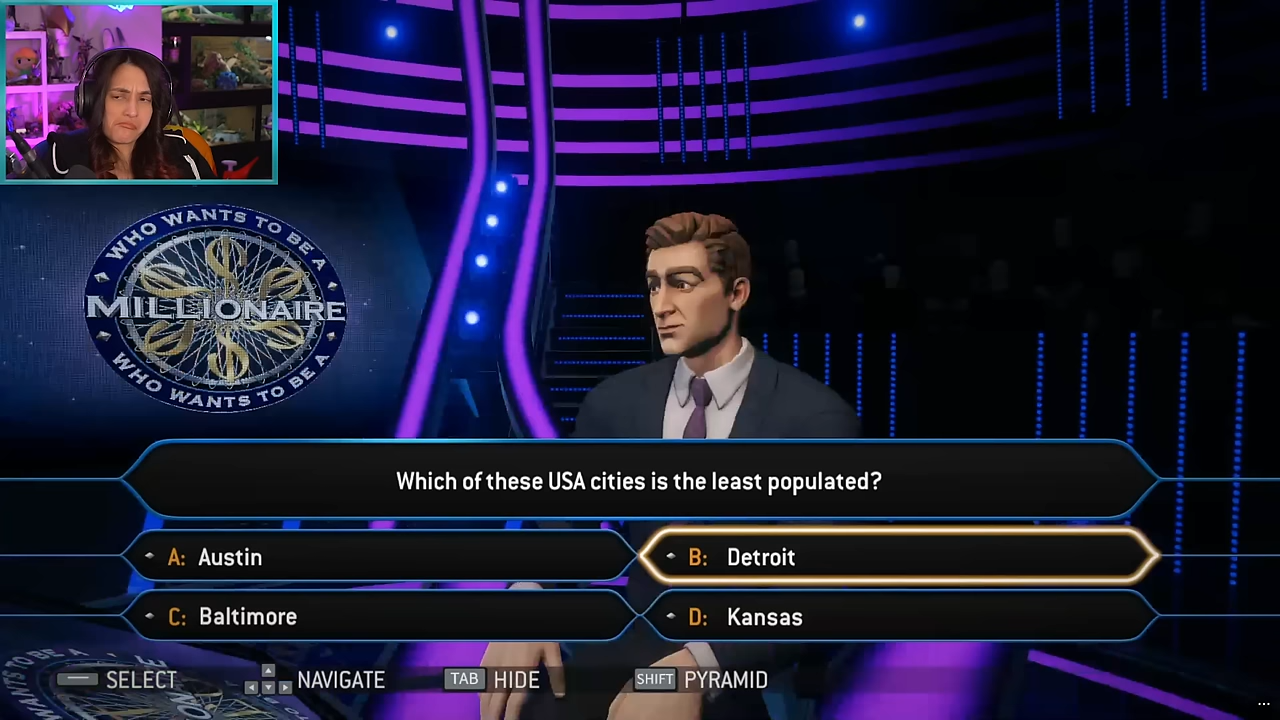 WHO WANTS TO BE A
MILLIONAIRE
WHO WANTS TO BE A
Which of these USA cities is the least populated?
A: Austin
B: Detroit
C: Baltimore
D: Kansas
SELECT
NAVIGATE
TAB HIDE
SHIFT PYRAMID